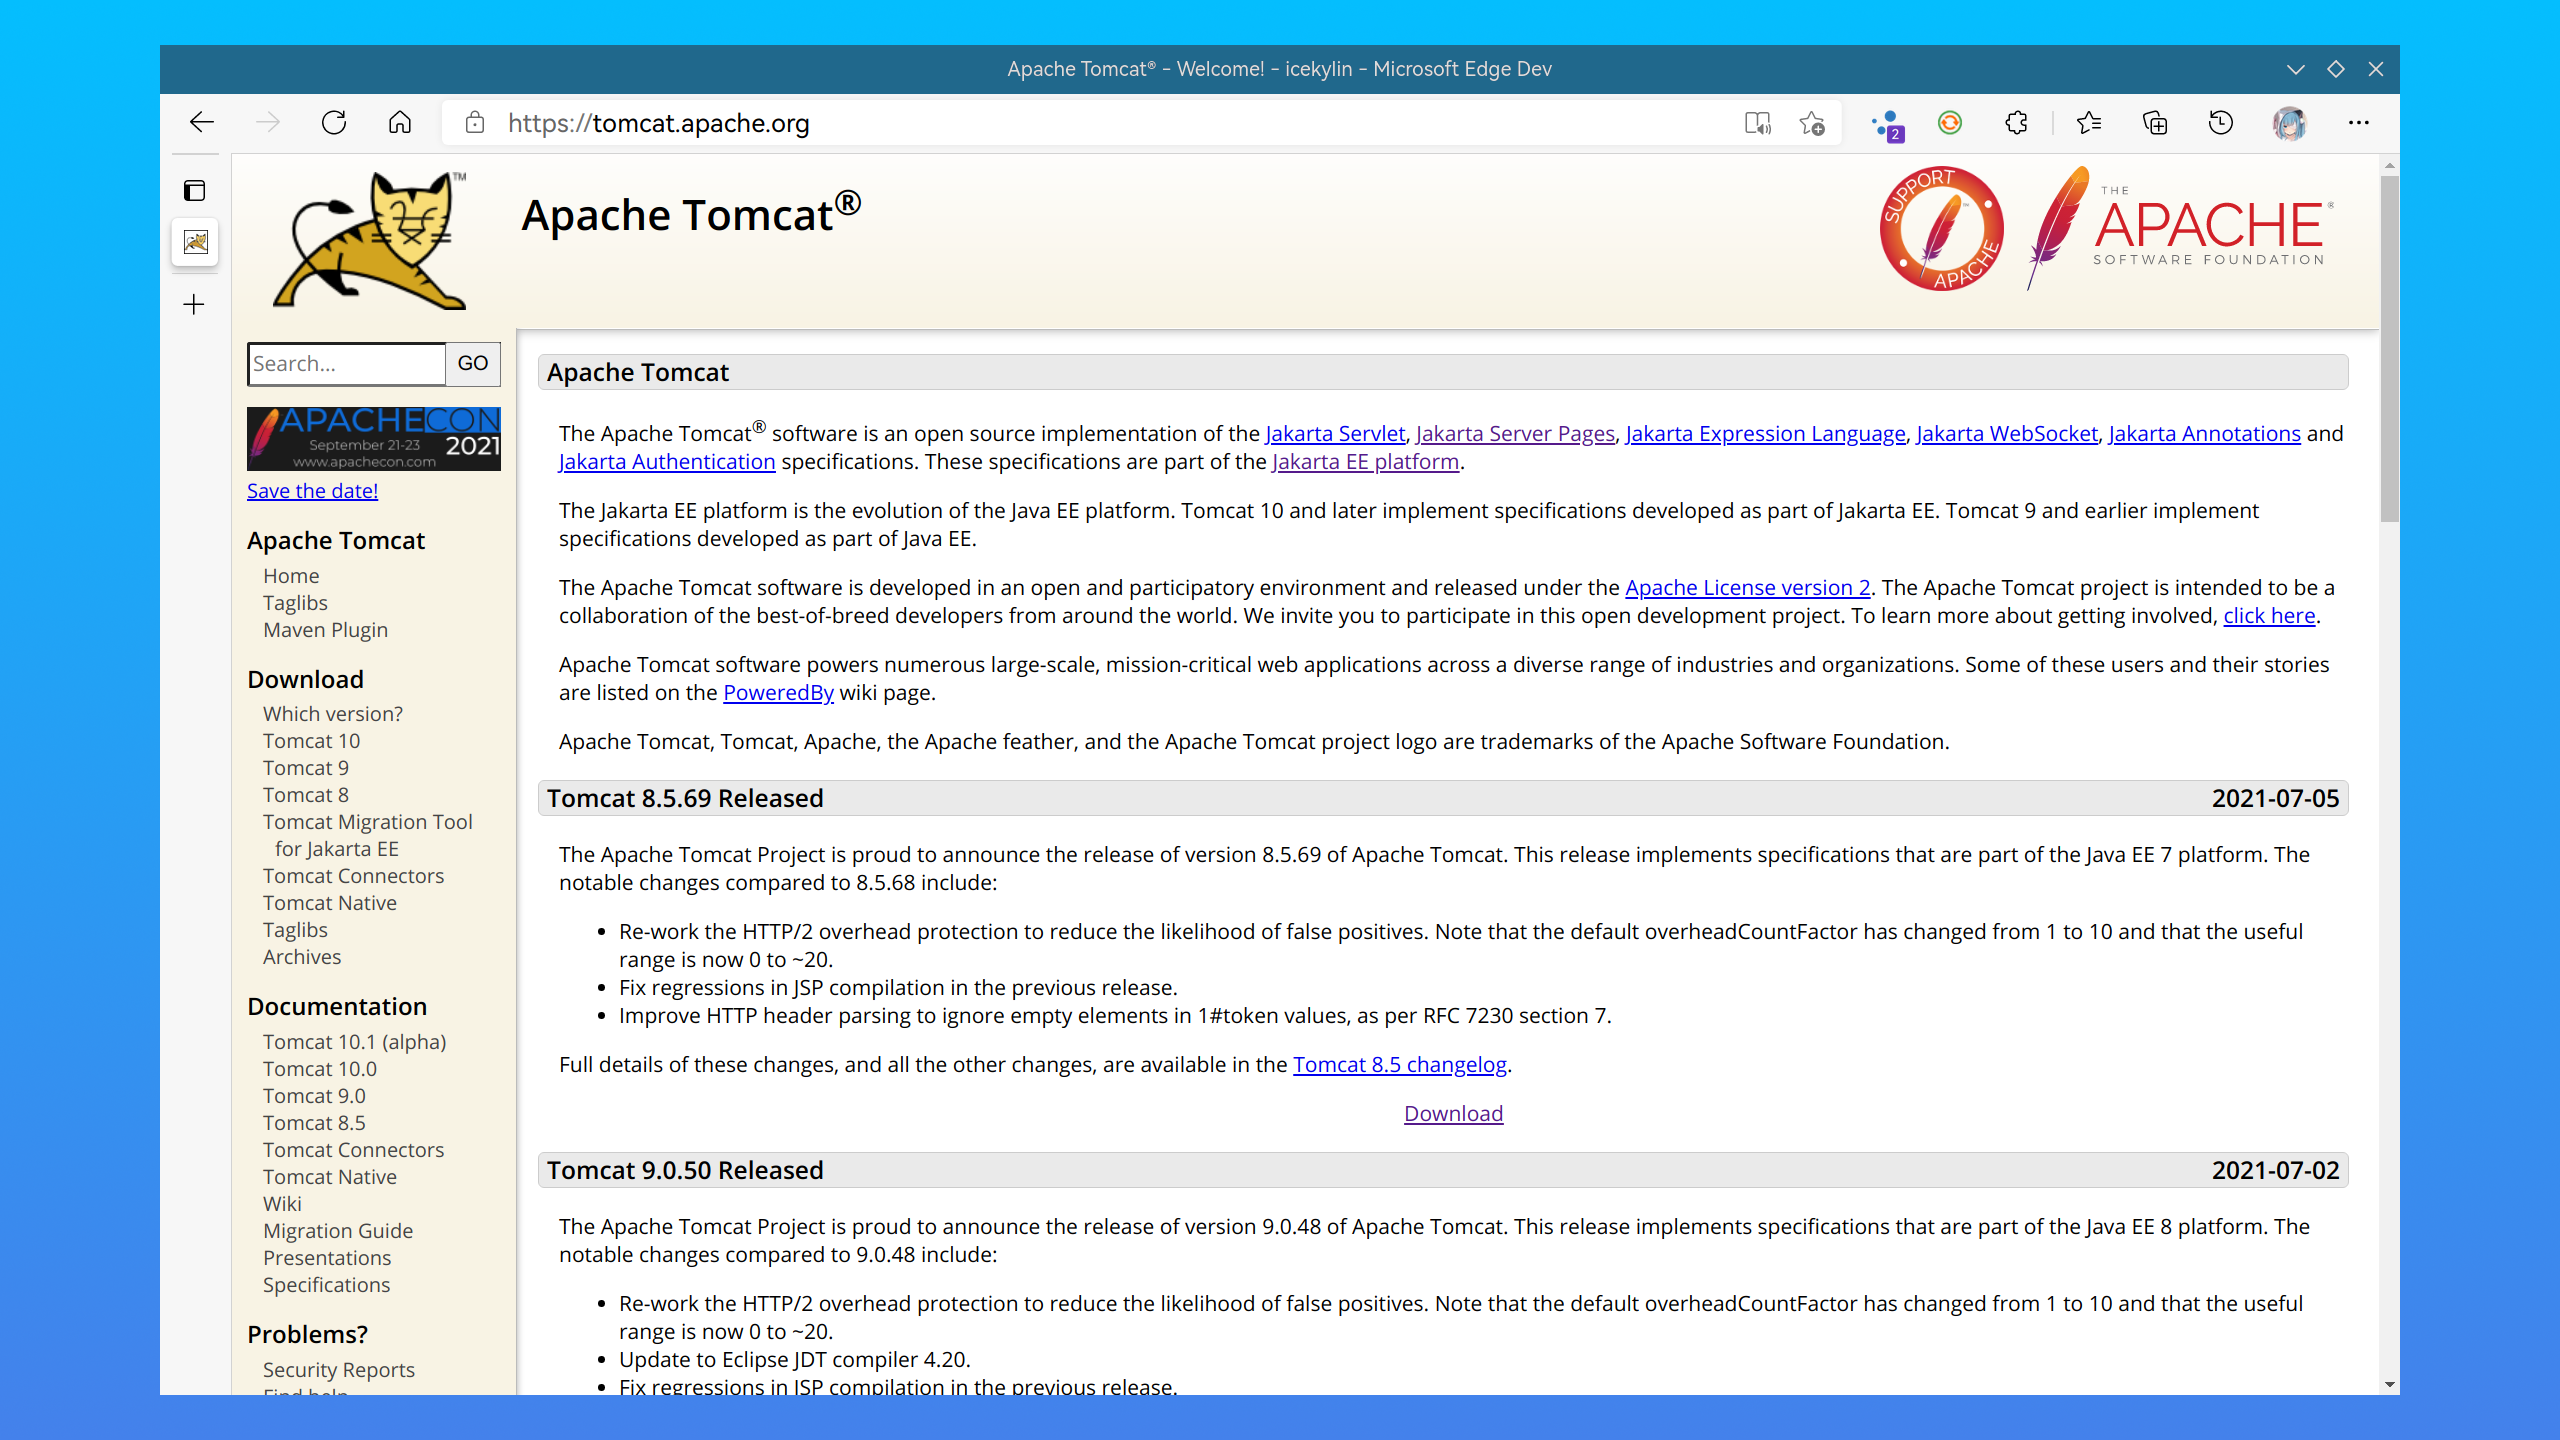 Apache Tomcat® - Welcome! - icekylin - Microsoft Edge Dev
https://tomcat.apache.org
2
TM
Apache Tomcat®
SUPPORT
APACHE
THE
APACHE®
SOFTWARE FOUNDATION
Search...
GO
APACHECON
September 21-23
2021
www.apachecon.com
Save the date!
Apache Tomcat
Home
Taglibs
Maven Plugin
Download
Which version?
Tomcat 10
Tomcat 9
Tomcat 8
Tomcat Migration Tool
for Jakarta EE
Tomcat Connectors
Tomcat Native
Taglibs
Archives
Documentation
Tomcat 10.1 (alpha)
Tomcat 10.0
Tomcat 9.0
Tomcat 8.5
Tomcat Connectors
Tomcat Native
Wiki
Migration Guide
Presentations
Specifications
Problems?
Security Reports
Find help
Apache Tomcat
The Apache Tomcat® software is an open source implementation of the Jakarta Servlet, Jakarta Server Pages, Jakarta Expression Language, Jakarta WebSocket, Jakarta Annotations and
Jakarta Authentication specifications. These specifications are part of the Jakarta EE platform.
The Jakarta EE platform is the evolution of the Java EE platform. Tomcat 10 and later implement specifications developed as part of Jakarta EE. Tomcat 9 and earlier implement
specifications developed as part of Java EE.
The Apache Tomcat software is developed in an open and participatory environment and released under the Apache License version 2. The Apache Tomcat project is intended to be a
collaboration of the best-of-breed developers from around the world. We invite you to participate in this open development project. To learn more about getting involved, click here.
Apache Tomcat software powers numerous large-scale, mission-critical web applications across a diverse range of industries and organizations. Some of these users and their stories
are listed on the PoweredBy wiki page.
Apache Tomcat, Tomcat, Apache, the Apache feather, and the Apache Tomcat project logo are trademarks of the Apache Software Foundation.
Tomcat 8.5.69 Released 2021-07-05
The Apache Tomcat Project is proud to announce the release of version 8.5.69 of Apache Tomcat. This release implements specifications that are part of the Java EE 7 platform. The
notable changes compared to 8.5.68 include:
• Re-work the HTTP/2 overhead protection to reduce the likelihood of false positives. Note that the default overheadCountFactor has changed from 1 to 10 and that the useful
range is now 0 to ~20.
• Fix regressions in JSP compilation in the previous release.
• Improve HTTP header parsing to ignore empty elements in 1#token values, as per RFC 7230 section 7.
Full details of these changes, and all the other changes, are available in the Tomcat 8.5 changelog.
Download
Tomcat 9.0.50 Released 2021-07-02
The Apache Tomcat Project is proud to announce the release of version 9.0.48 of Apache Tomcat. This release implements specifications that are part of the Java EE 8 platform. The
notable changes compared to 9.0.48 include:
• Re-work the HTTP/2 overhead protection to reduce the likelihood of false positives. Note that the default overheadCountFactor has changed from 1 to 10 and that the useful
range is now 0 to ~20.
• Update to Eclipse JDT compiler 4.20.
• Fix regressions in JSP compilation in the previous release.